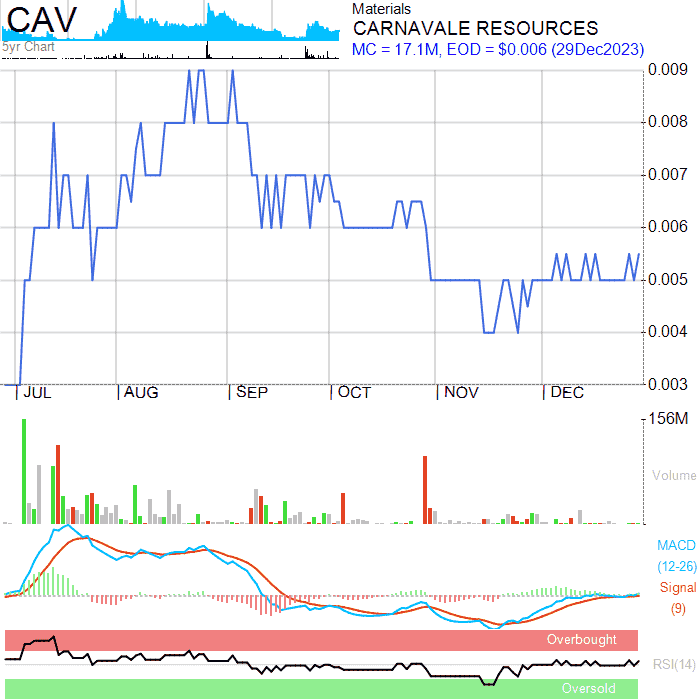 CAV
5yr Chart
Materials
CARNAVALE RESOURCES
MC = 17.1M, EOD = $0.006 (29Dec2023)
0.009
0.008
0.007
0.006
0.005
0.004
0.003
JUL AUG SEP OCT NOV DEC
156M
Volume
MACD
(12-26)
Signal
(9)
Overbought
RSI(14)
Oversold